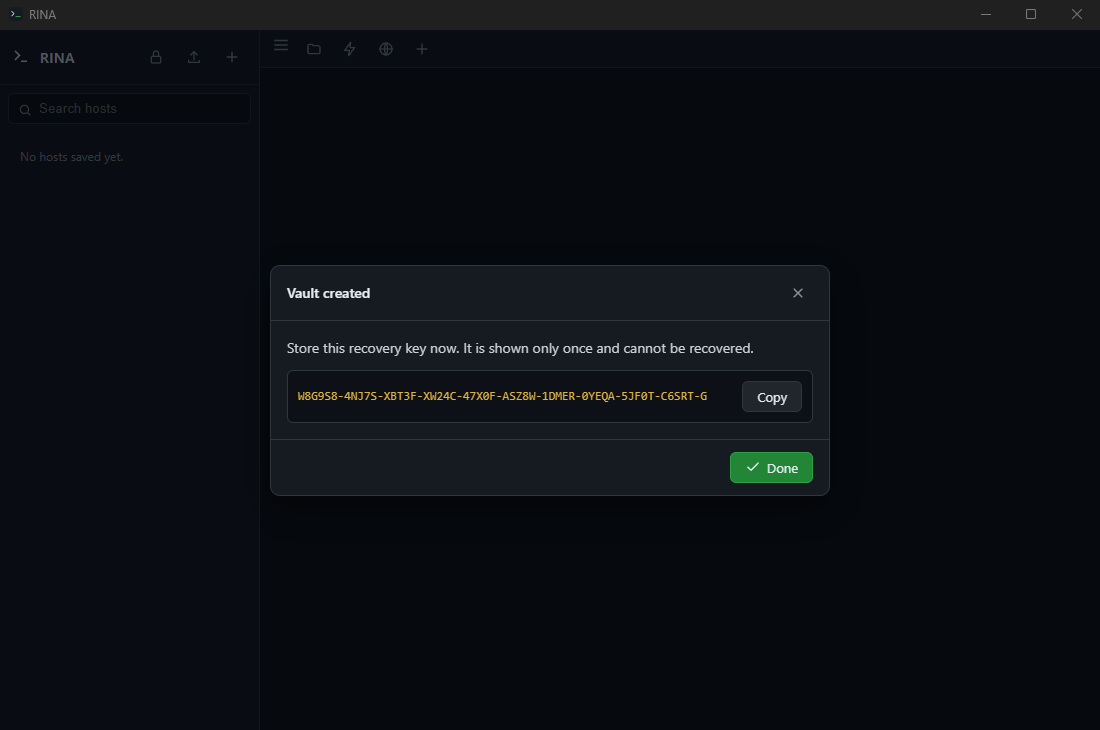 RINA
RINA
Search hosts
No hosts saved yet.
Vault created
Store this recovery key now. It is shown only once and cannot be recovered.
W8G9S8-4NJ7S-XBT3F-XW24C-47X0F-ASZ8W-1DMER-0YEQA-5JF0T-C6SRT-G
Copy
Done